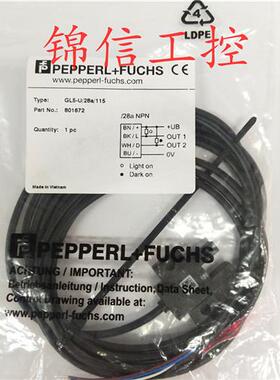 锦信工控
4
LDPE
PEPPERL+FUCHS CE
Type: GL5-U/28a/115
Part No.: 801672
Quantity: 1 pc
/28a NPN
BN / + +UB
BK / L OUT 1
WH / D OUT 2
BU / - 0V
○ Light on
● Dark on
Made in Vietnam
www.pepperl-fuchs.com
PEPPERL+FUCHS
ACHTUNG / IMPORTANT:
Betriebsanleitung / Instruction, Data Sheet,
Control Drawing available at:
www.pepperl-fuchs.com